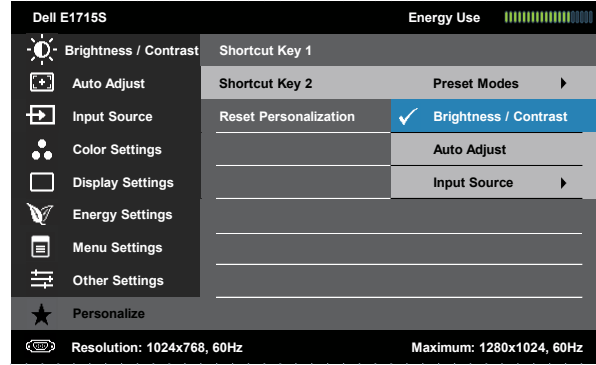 Dell E1715S Energy Use
Brightness / Contrast Shortcut Key 1
Auto Adjust Shortcut Key 2 Preset Modes
Input Source Reset Personalization Brightness / Contrast
Color Settings Auto Adjust
Display Settings Input Source
Energy Settings
Menu Settings
Other Settings
Personalize
Resolution: 1024x768, 60Hz Maximum: 1280x1024, 60Hz